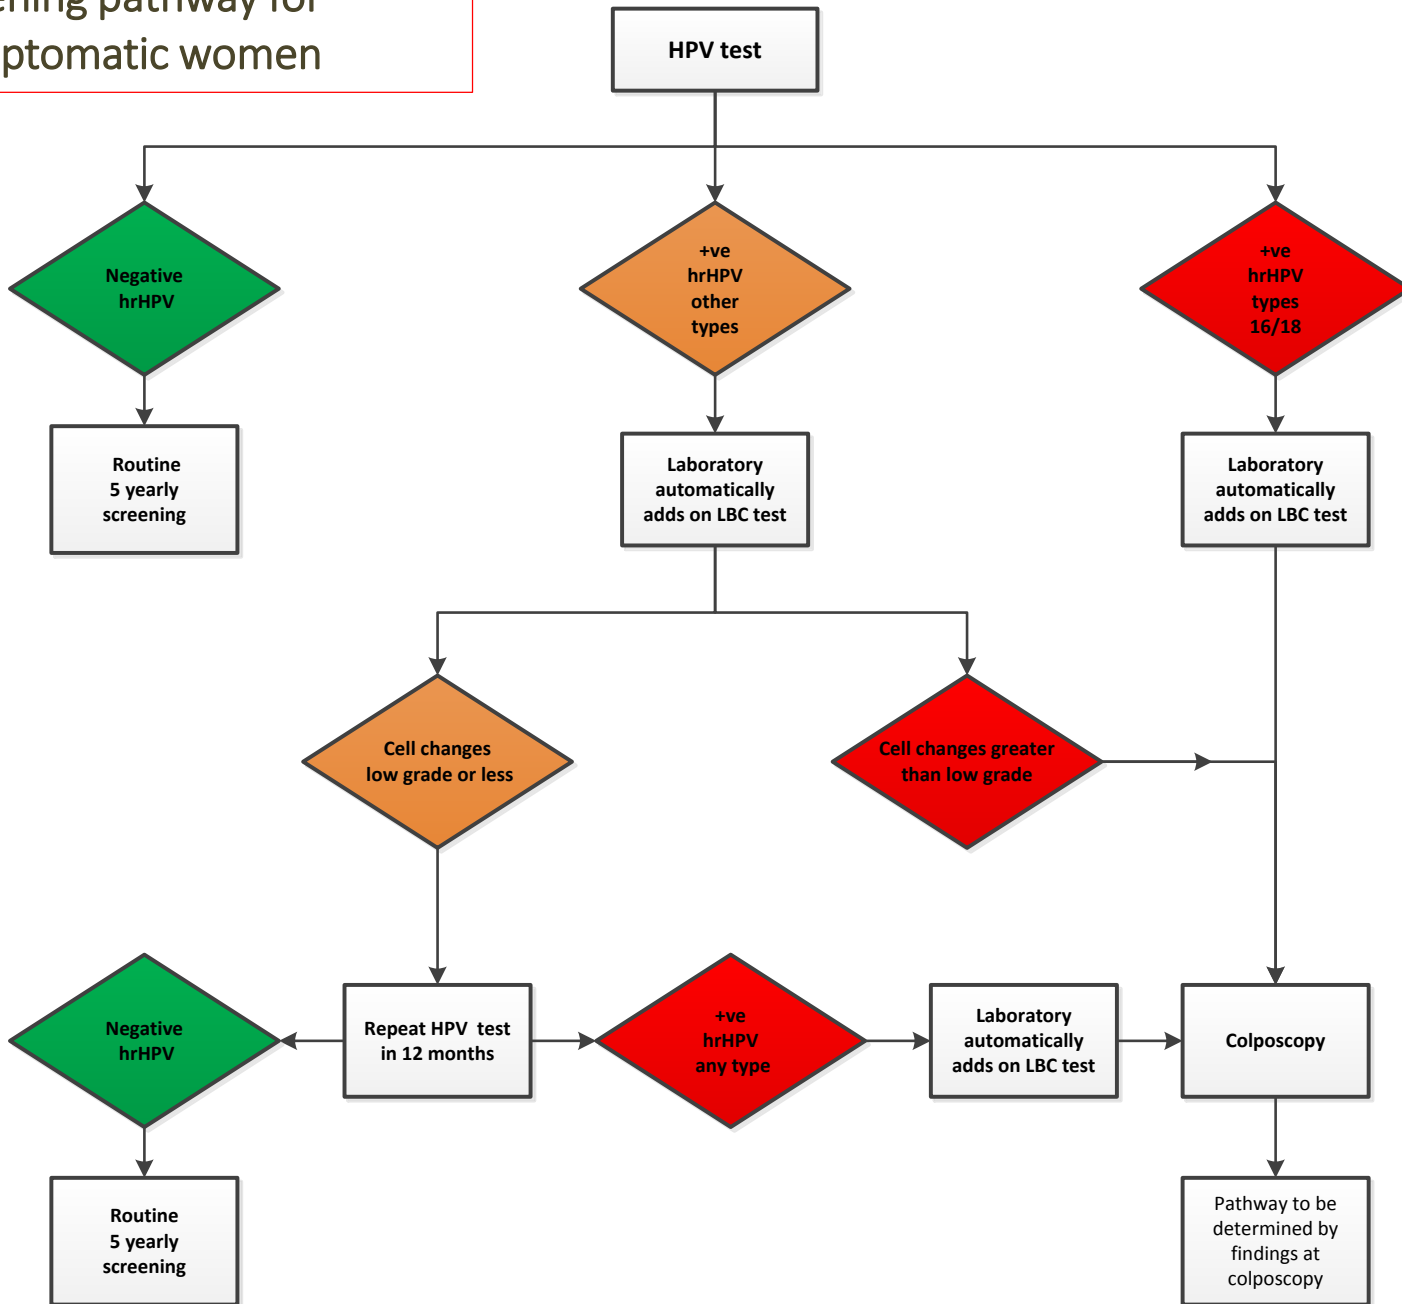 ening pathway for
ptomatic women
HPV test
Negative
hrHPV
+ve
hrHPV
other
types
+ve
hrHPV
types
16/18
Routine
5 yearly
screening
Laboratory
automatically
adds on LBC test
Laboratory
automatically
adds on LBC test
Cell changes
low grade or less
Cell changes greater
than low grade
Negative
hrHPV
Repeat HPV test
in 12 months
+ve
hrHPV
any type
Laboratory
automatically
adds on LBC test
Colposcopy
Routine
5 yearly
screening
Pathway to be
determined by
findings at
colposcopy